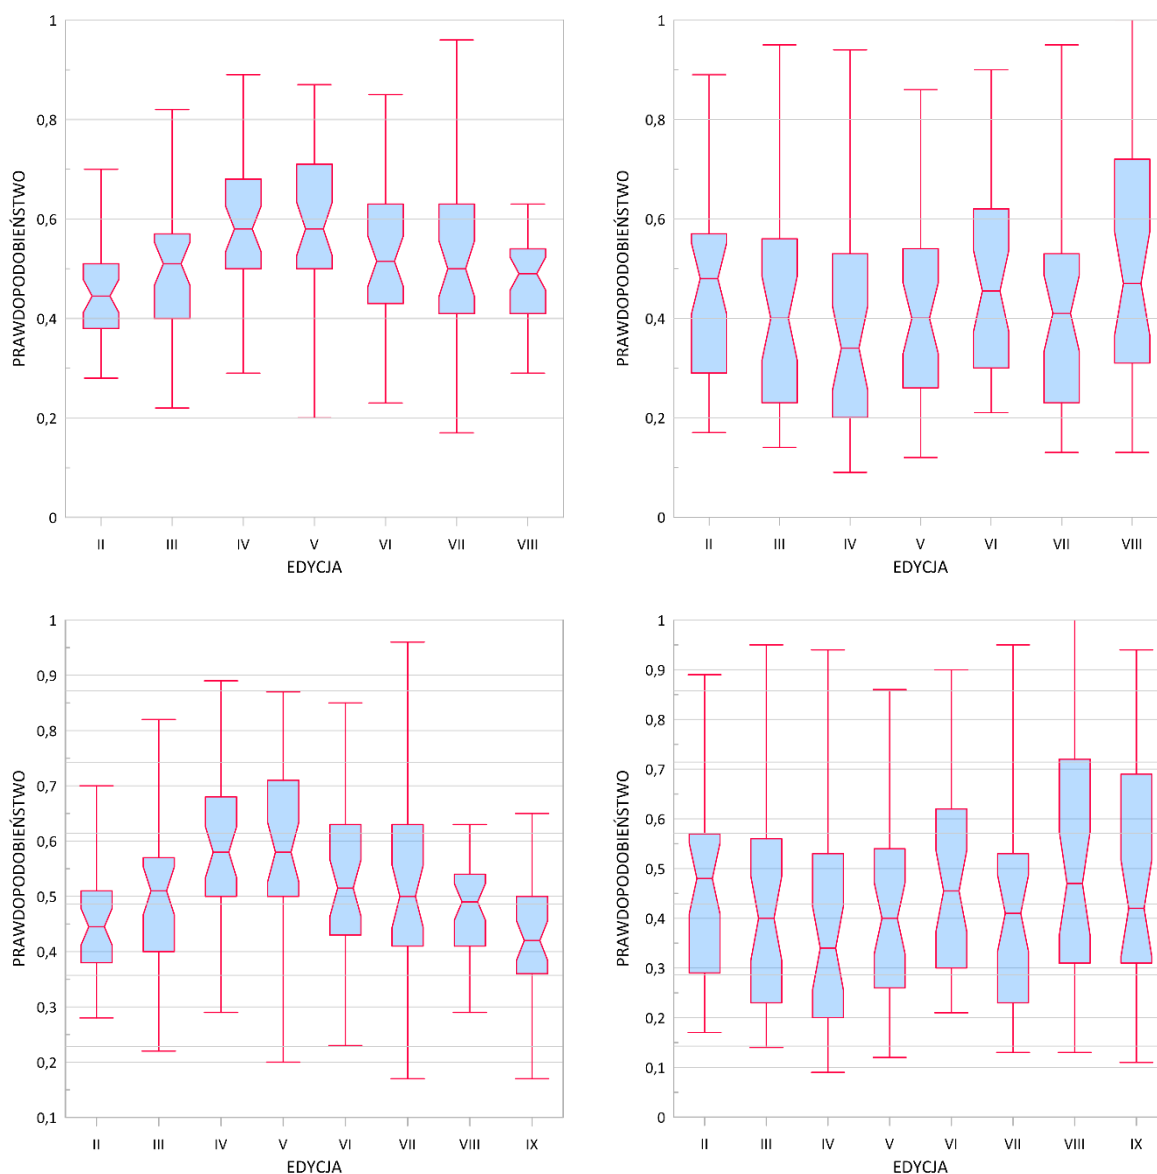 1
0,8
0,6
0,4
0,2
0
PRAWDOPODOBIEŃSTWO
II III IV V VI VII VIII
EDYCJA
1
0,8
0,6
0,4
0,2
0
PRAWDOPODOBIEŃSTWO
II III IV V VI VII VIII
EDYCJA
1
0,9
0,8
0,7
0,6
0,5
0,4
0,3
0,2
0,1
PRAWDOPODOBIEŃSTWO
II III IV V VI VII VIII IX
EDYCJA
1
0,9
0,8
0,7
0,6
0,5
0,4
0,3
0,2
0,1
0
PRAWDOPODOBIEŃSTWO
II III IV V VI VII VIII IX
EDYCJA